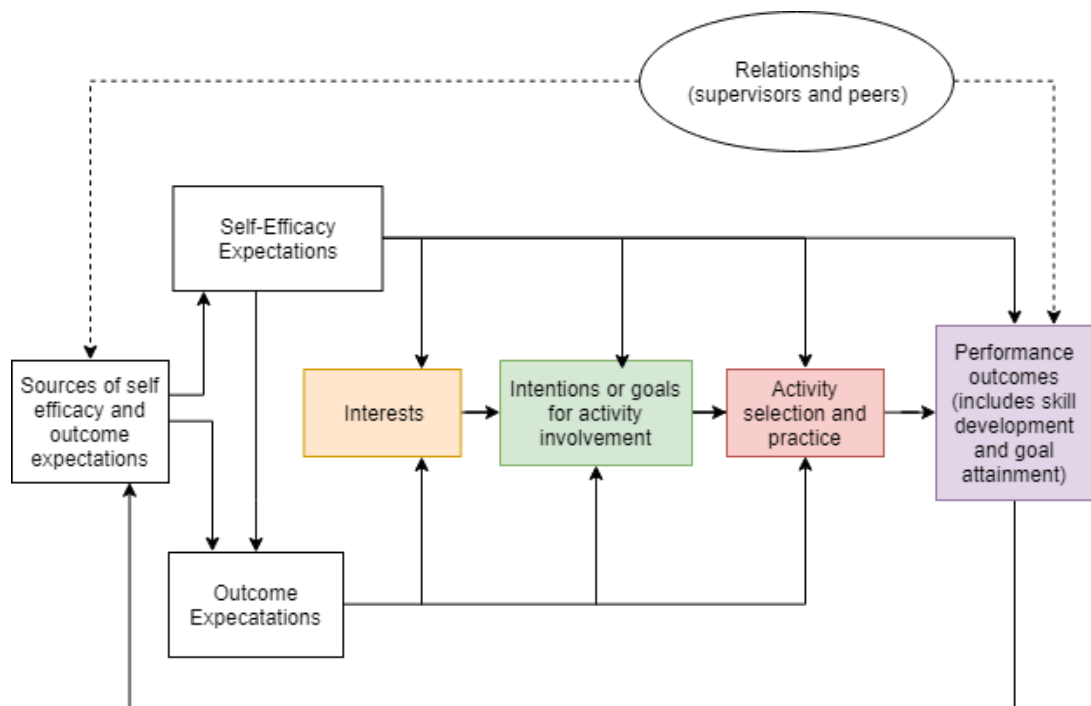 Relationships
(supervisors and peers)
Self-Efficacy
Expectations
Sources of self
efficacy and
outcome
expectations
Interests
Intentions or goals
for activity
involvement
Activity
selection and
practice
Performance
outcomes
(includes skill
development
and goal
attainment)
Outcome
Expecatations